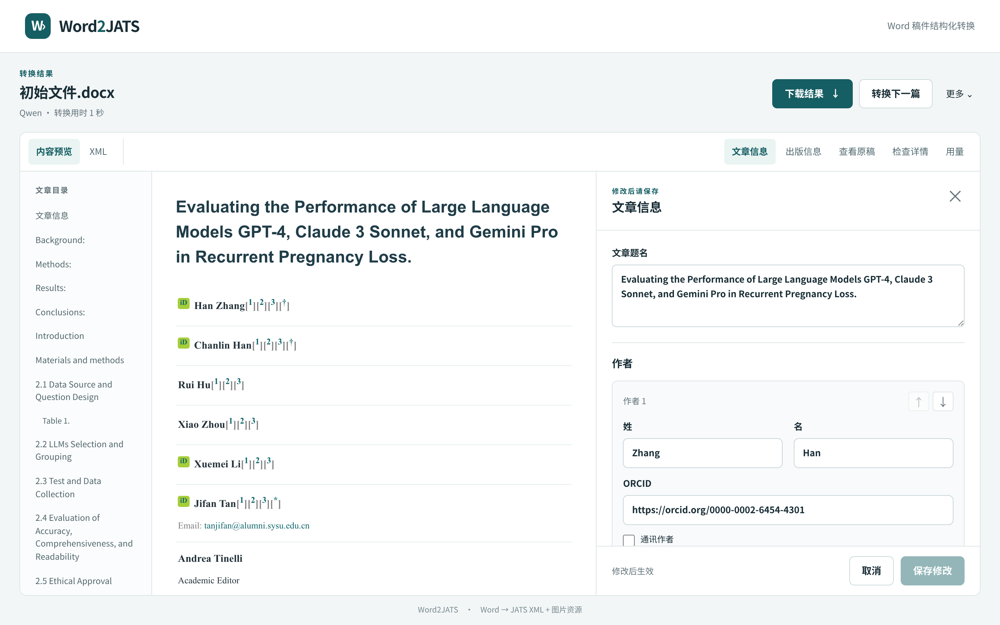 W›
Word2JATS
Word 稿件结构化转换
转换结果
初始文件.docx
Qwen • 转换用时 1 秒
下载结果 ↓
转换下一篇
更多
内容预览
XML
文章信息
出版信息
查看原稿
检查详情
用量
文章目录
文章信息
Background:
Methods:
Results:
Conclusions:
Introduction
Materials and methods
2.1 Data Source and
Question Design
Table 1.
2.2 LLMs Selection and
Grouping
2.3 Test and Data
Collection
2.4 Evaluation of
Accuracy,
Comprehensiveness, and
Readability
2.5 Ethical Approval
Evaluating the Performance of Large Language
Models GPT-4, Claude 3 Sonnet, and Gemini Pro
in Recurrent Pregnancy Loss.
iD Han Zhang[1][2][3][†]
iD Chanlin Han[1][2][3][†]
Rui Hu[1][2][3]
Xiao Zhou[1][2][3]
iD Xuemei Li[1][2][3]
iD Jifan Tan[1][2][3][*]
Email: tanjifan@alumni.sysu.edu.cn
Andrea Tinelli
Academic Editor
修改后请保存
文章信息
文章题名
Evaluating the Performance of Large Language Models GPT-4, Claude 3
Sonnet, and Gemini Pro in Recurrent Pregnancy Loss.
作者
作者 1
↑ ↓
姓
名
Zhang
Han
ORCID
https://orcid.org/0000-0002-6454-4301
通讯作者
修改后生效
取消
保存修改
Word2JATS • Word → JATS XML + 图片资源